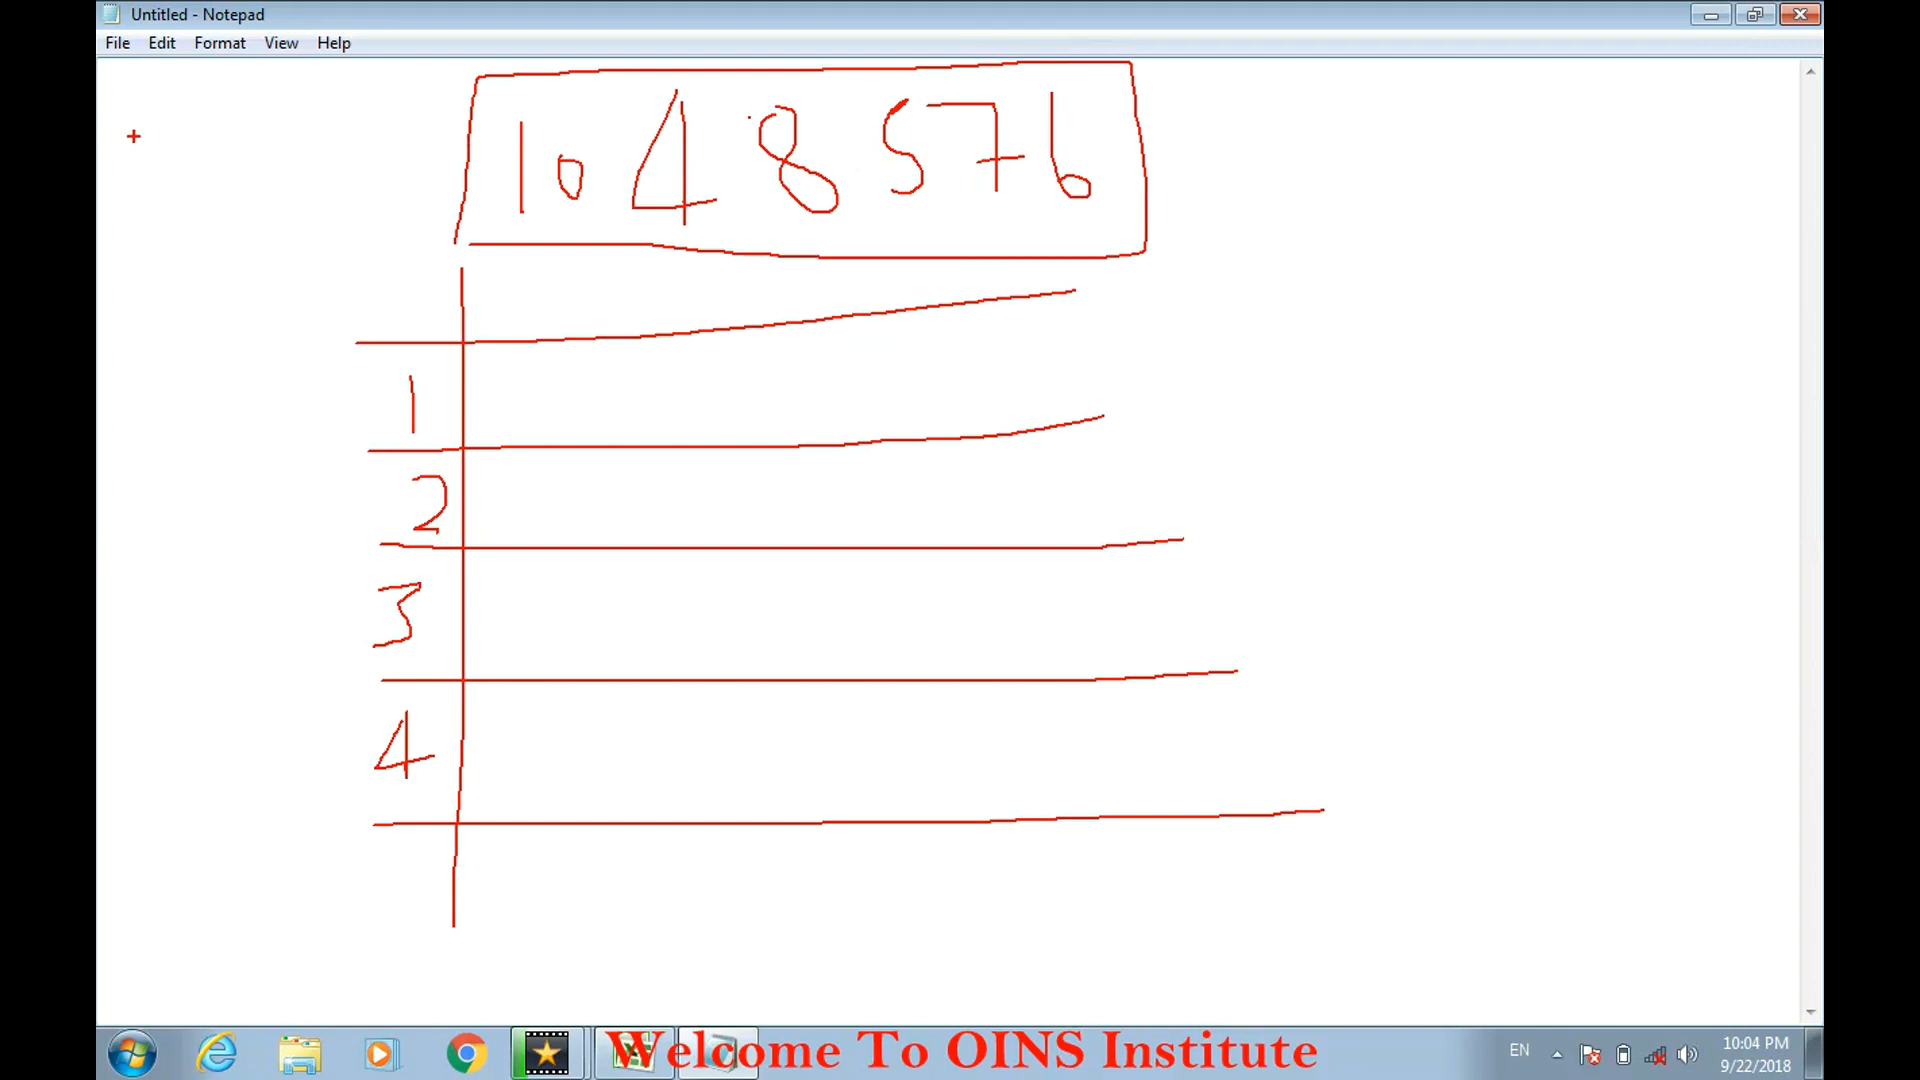 Untitled - Notepad
File Edit Format View Help
1048576
1
2
3
4
Welcome To OINS Institute
EN
10:04 PM
9/22/2018